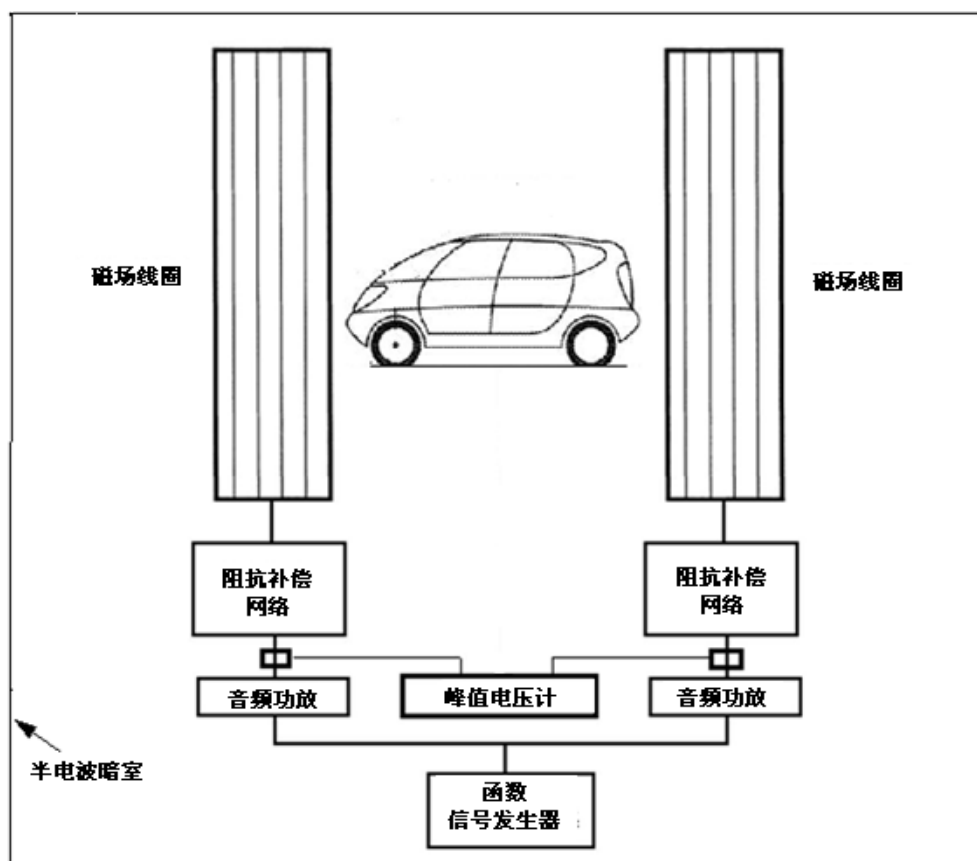 磁场线圈
磁场线圈
阻抗补偿
网络
阻抗补偿
网络
音频功放
峰值电压计
音频功放
半电波暗室
函数
信号发生器